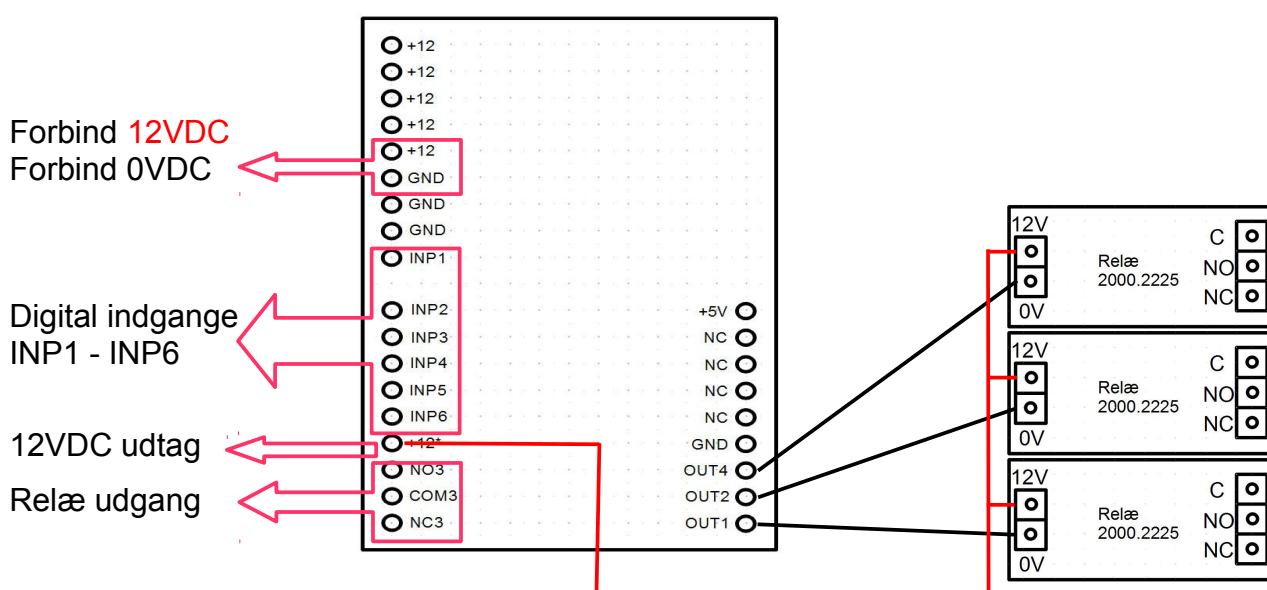 Forbind 12VDC
Forbind 0VDC
Digital indgange
INP1 - INP6
12VDC udtag
Relæ udgang
+12
+12
+12
+12
+12
GND
GND
GND
INP1
INP2
INP3
INP4
INP5
INP6
+12*
NO3
COM3
NC3
+5V
NC
NC
NC
NC
GND
OUT4
OUT2
OUT1
12V
0V
Relæ
2000.2225
C
NO
NC
12V
0V
Relæ
2000.2225
C
NO
NC
12V
0V
Relæ
2000.2225
C
NO
NC